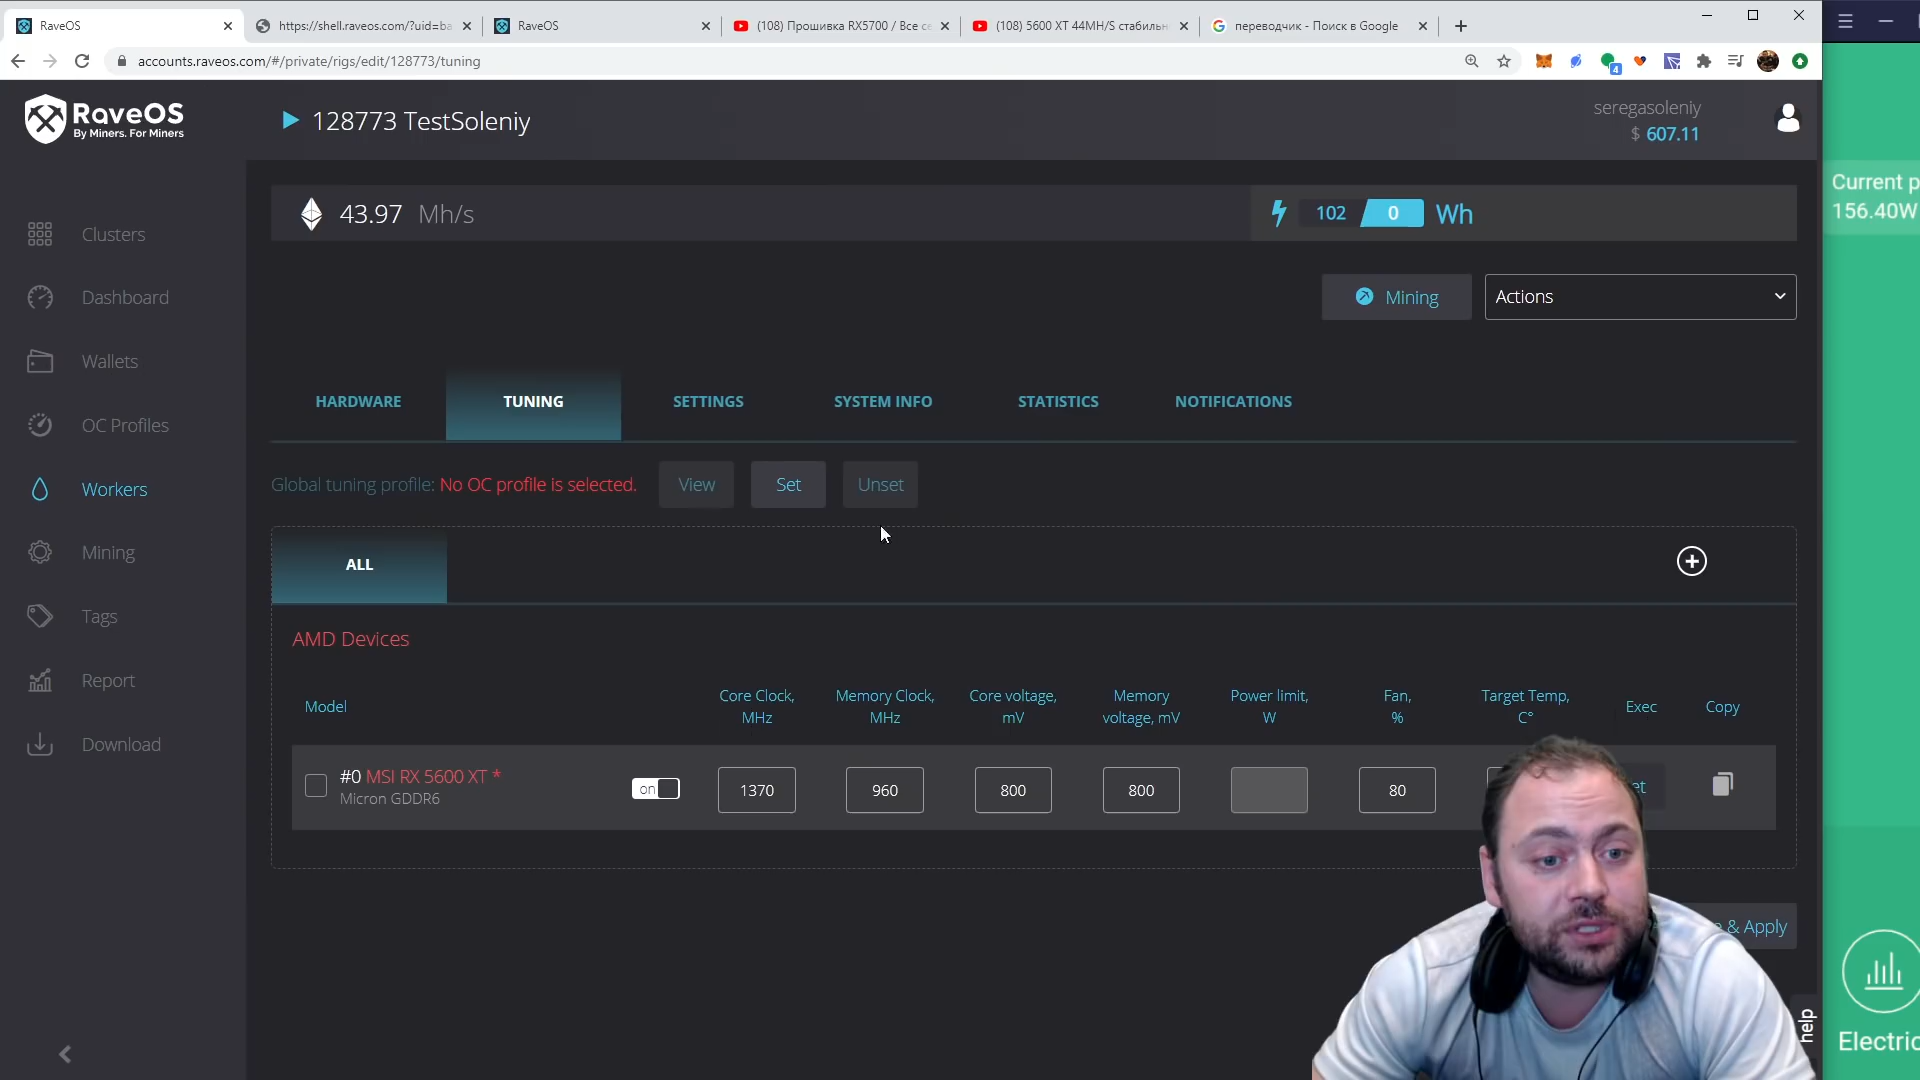 RaveOS
https://shell.raveos.com/?uid=ba
RaveOS
(108) Прошивка RX5700 / Все се
(108) 5600 XT 44MH/S стабильн
переводчик - Поиск в Google
accounts.raveos.com/#/private/rigs/edit/128773/tuning
4
RaveOS
By Miners. For Miners
128773 TestSoleniy
seregasoleniy
$ 607.11
Current p
156.40W
43.97 Mh/s
102 0 Wh
Clusters
Dashboard
Wallets
OC Profiles
Workers
Mining
Tags
Report
Download
Mining
Actions
HARDWARE
TUNING
SETTINGS
SYSTEM INFO
STATISTICS
NOTIFICATIONS
Global tuning profile: No OC profile is selected.
View
Set
Unset
ALL
AMD Devices
Model
Core Clock, MHz
Memory Clock, MHz
Core voltage, mV
Memory voltage, mV
Power limit, W
Fan, %
Target Temp, C°
Exec
Copy
#0 MSI RX 5600 XT *
Micron GDDR6
on
1370
960
800
800
80
et
& Apply
help
Electric